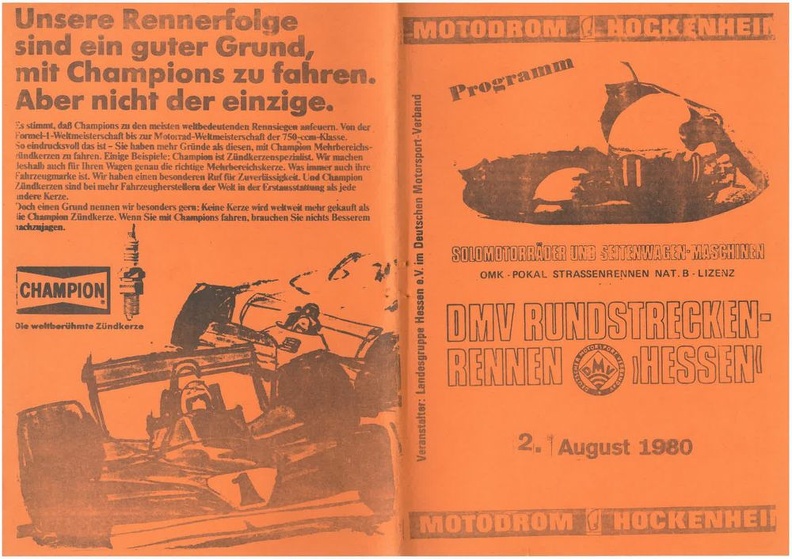 Unsere Rennerfolge
sind ein guter Grund,
mit Champions zu fahren.
Aber nicht der einzige.
Es stimmt, daß Champions zu den meisten weltbedeutenden Rennsiegen anfeuern. Von der
Formel-1-Weltmeisterschaft bis zur Motorrad-Weltmeisterschaft der 750-ccm-Klasse.
So eindrucksvoll das ist – Sie haben mehr Gründe als diesen, mit Champion Mehrbereichs-
zündkerzen zu fahren. Einige Beispiele: Champion ist Zündkerzenspezialist. Wir machen
deshalb auch für Ihren Wagen genau die richtige Mehrbereichskerze. Was immer auch ihre
Fahrzeugmarke ist. Wir haben einen besonderen Ruf für Zuverlässigkeit. Und Champion
Zündkerzen sind bei mehr Fahrzeugherstellern der Welt in der Erstausstattung als jede
andere Kerze.
Doch einen Grund nennen wir besonders gern: Keine Kerze wird weltweit mehr gekauft als
die Champion Zündkerze. Wenn Sie mit Champions fahren, brauchen Sie nichts Besserem
nachzujagen.
CHAMPION
Die weltberühmte Zündkerze
1
Veranstalter: Landesgruppe Hessen e.V. im Deutschen Motorsport-Verband
MOTODROM HOCKENHEIM
Programm
SOLOMOTORRÄDER UND SEITENWAGEN-MASCHINEN
OMK - POKAL STRASSENRENNEN NAT. B - LIZENZ
DMV RUNDSTRECKEN-
RENNEN DMV »HESSEN«
2. August 1980
MOTODROM HOCKENHEIM